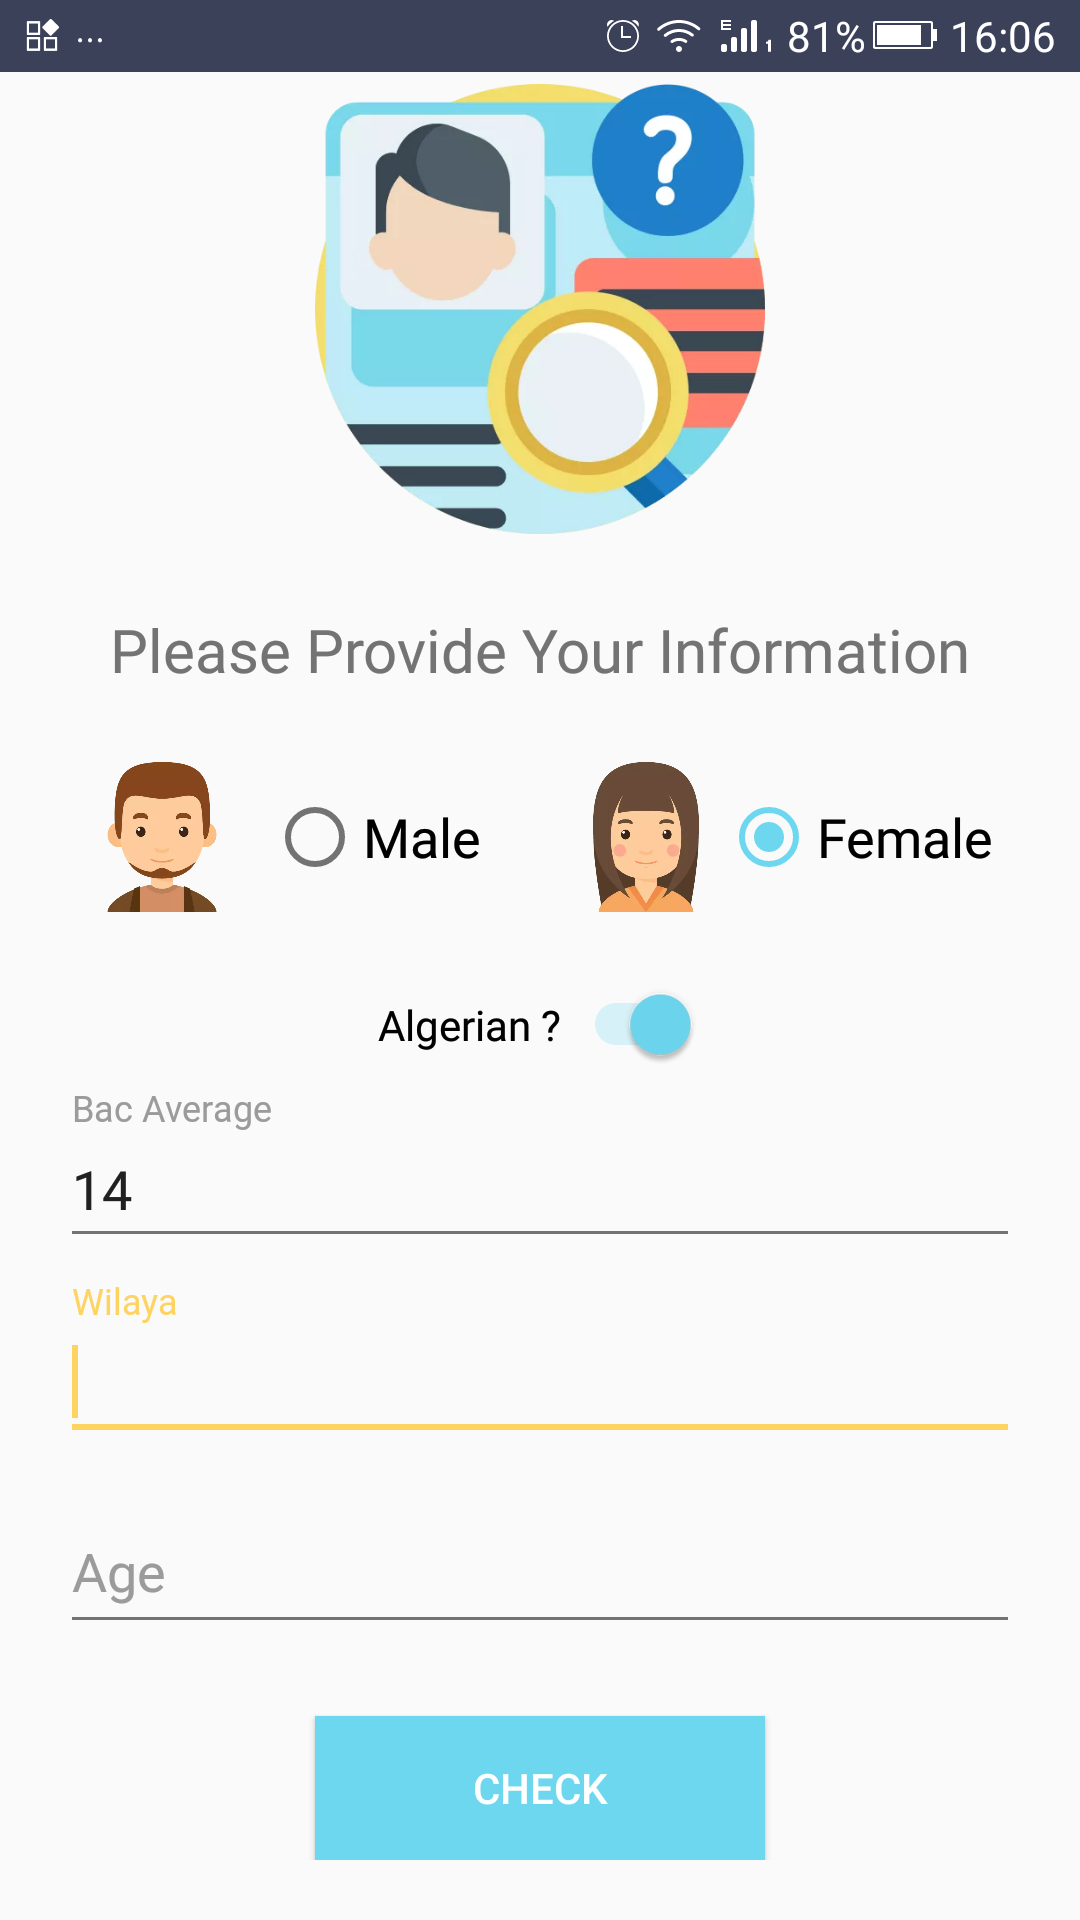 ... 81% 16:06
?
Please Provide Your Information
Male Female
Algerian ?
Bac Average
14
Wilaya
Age
CHECK